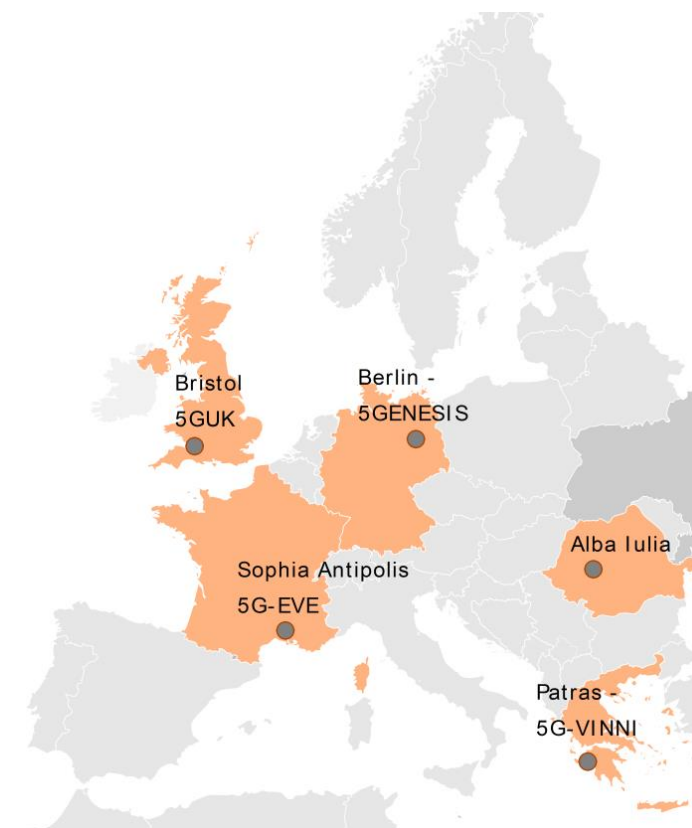 Bristol
5GUK
Berlin -
5GENESIS
Alba Iulia
Sophia Antipolis
5G-EVE
Patras -
5G-VINNI